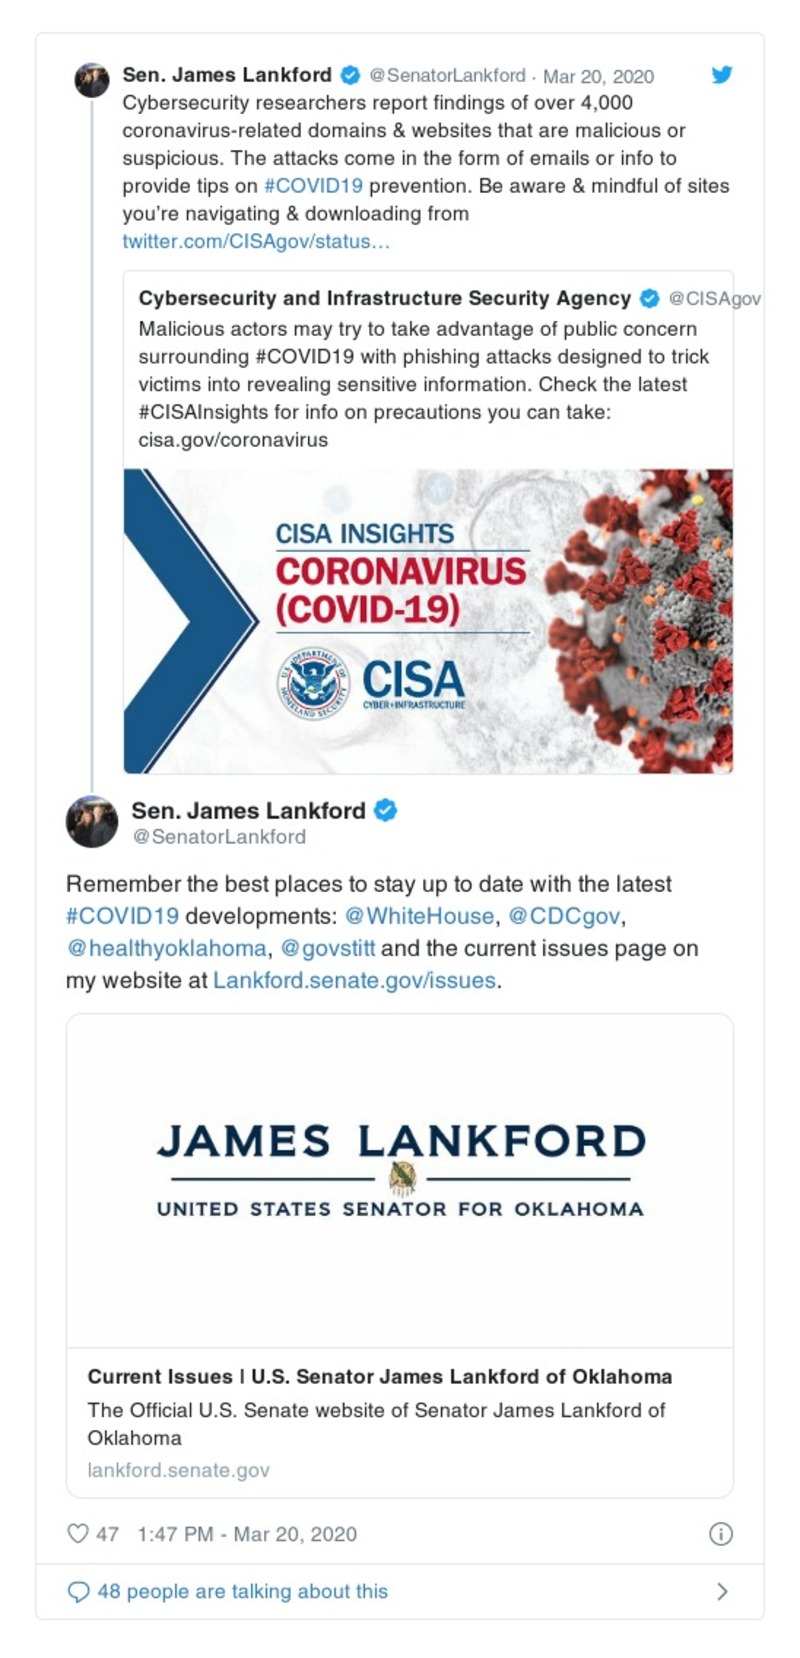 Sen. James Lankford @SenatorLankford · Mar 20, 2020
Cybersecurity researchers report findings of over 4,000
coronavirus-related domains & websites that are malicious or
suspicious. The attacks come in the form of emails or info to
provide tips on #COVID19 prevention. Be aware & mindful of sites
you’re navigating & downloading from
twitter.com/CISAgov/status…
Cybersecurity and Infrastructure Security Agency @CISAgov
Malicious actors may try to take advantage of public concern
surrounding #COVID19 with phishing attacks designed to trick
victims into revealing sensitive information. Check the latest
#CISAInsights for info on precautions you can take:
cisa.gov/coronavirus
CISA INSIGHTS
CORONAVIRUS
(COVID-19)
U.S. DEPARTMENT OF HOMELAND SECURITY
CISA
CYBER+INFRASTRUCTURE
Sen. James Lankford
@SenatorLankford
Remember the best places to stay up to date with the latest
#COVID19 developments: @WhiteHouse, @CDCgov,
@healthyoklahoma, @govstitt and the current issues page on
my website at Lankford.senate.gov/issues.
JAMES LANKFORD
UNITED STATES SENATOR FOR OKLAHOMA
Current Issues | U.S. Senator James Lankford of Oklahoma
The Official U.S. Senate website of Senator James Lankford of
Oklahoma
lankford.senate.gov
47 1:47 PM - Mar 20, 2020
48 people are talking about this